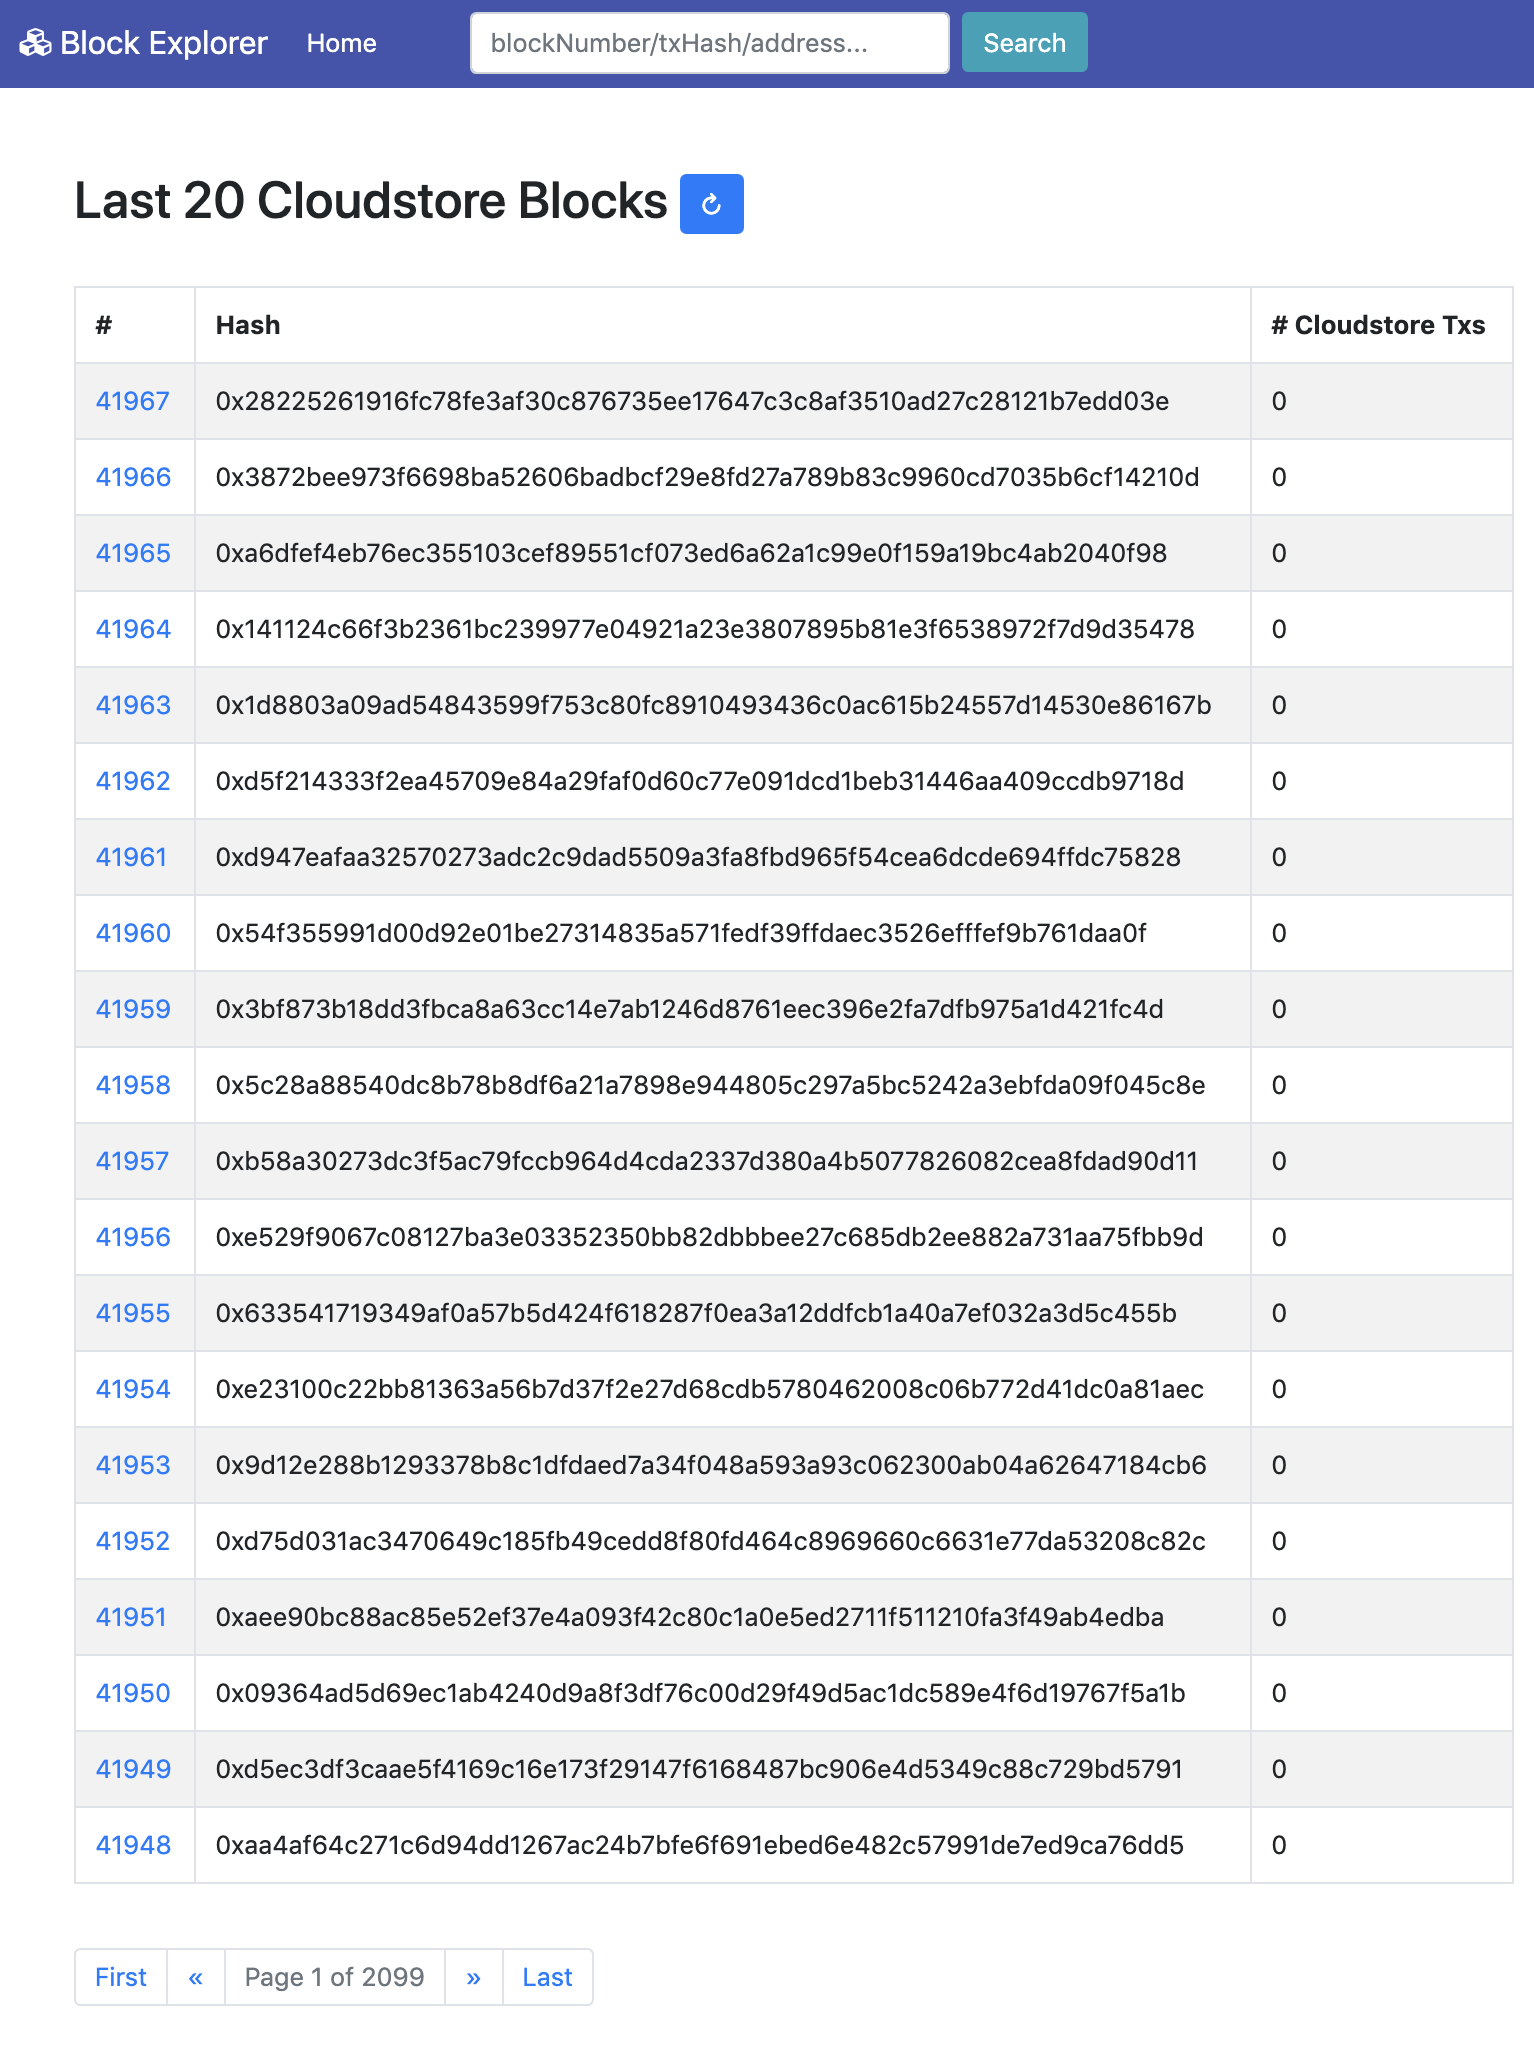 Block Explorer Home blockNumber/txHash/address... Search
Last 20 Cloudstore Blocks
# Hash # Cloudstore Txs
41967 0x28225261916fc78fe3af30c876735ee17647c3c8af3510ad27c28121b7edd03e 0
41966 0x3872bee973f6698ba52606badbcf29e8fd27a789b83c9960cd7035b6cf14210d 0
41965 0xa6dfef4eb76ec355103cef89551cf073ed6a62a1c99e0f159a19bc4ab2040f98 0
41964 0x141124c66f3b2361bc239977e04921a23e3807895b81e3f6538972f7d9d35478 0
41963 0x1d8803a09ad54843599f753c80fc8910493436c0ac615b24557d14530e86167b 0
41962 0xd5f214333f2ea45709e84a29faf0d60c77e091dcd1beb31446aa409ccdb9718d 0
41961 0xd947eafaa32570273adc2c9dad5509a3fa8fbd965f54cea6dcde694ffdc75828 0
41960 0x54f355991d00d92e01be27314835a571fedf39ffdaec3526efffef9b761daa0f 0
41959 0x3bf873b18dd3fbca8a63cc14e7ab1246d8761eec396e2fa7dfb975a1d421fc4d 0
41958 0x5c28a88540dc8b78b8df6a21a7898e944805c297a5bc5242a3ebfda09f045c8e 0
41957 0xb58a30273dc3f5ac79fccb964d4cda2337d380a4b5077826082cea8fdad90d11 0
41956 0xe529f9067c08127ba3e03352350bb82dbbbee27c685db2ee882a731aa75fbb9d 0
41955 0x633541719349af0a57b5d424f618287f0ea3a12ddfcb1a40a7ef032a3d5c455b 0
41954 0xe23100c22bb81363a56b7d37f2e27d68cdb5780462008c06b772d41dc0a81aec 0
41953 0x9d12e288b1293378b8c1dfdaed7a34f048a593a93c062300ab04a62647184cb6 0
41952 0xd75d031ac3470649c185fb49cedd8f80fd464c8969660c6631e77da53208c82c 0
41951 0xaee90bc88ac85e52ef37e4a093f42c80c1a0e5ed2711f511210fa3f49ab4edba 0
41950 0x09364ad5d69ec1ab4240d9a8f3df76c00d29f49d5ac1dc589e4f6d19767f5a1b 0
41949 0xd5ec3df3caae5f4169c16e173f29147f6168487bc906e4d5349c88c729bd5791 0
41948 0xaa4af64c271c6d94dd1267ac24b7bfe6f691ebed6e482c57991de7ed9ca76dd5 0
First « Page 1 of 2099 » Last